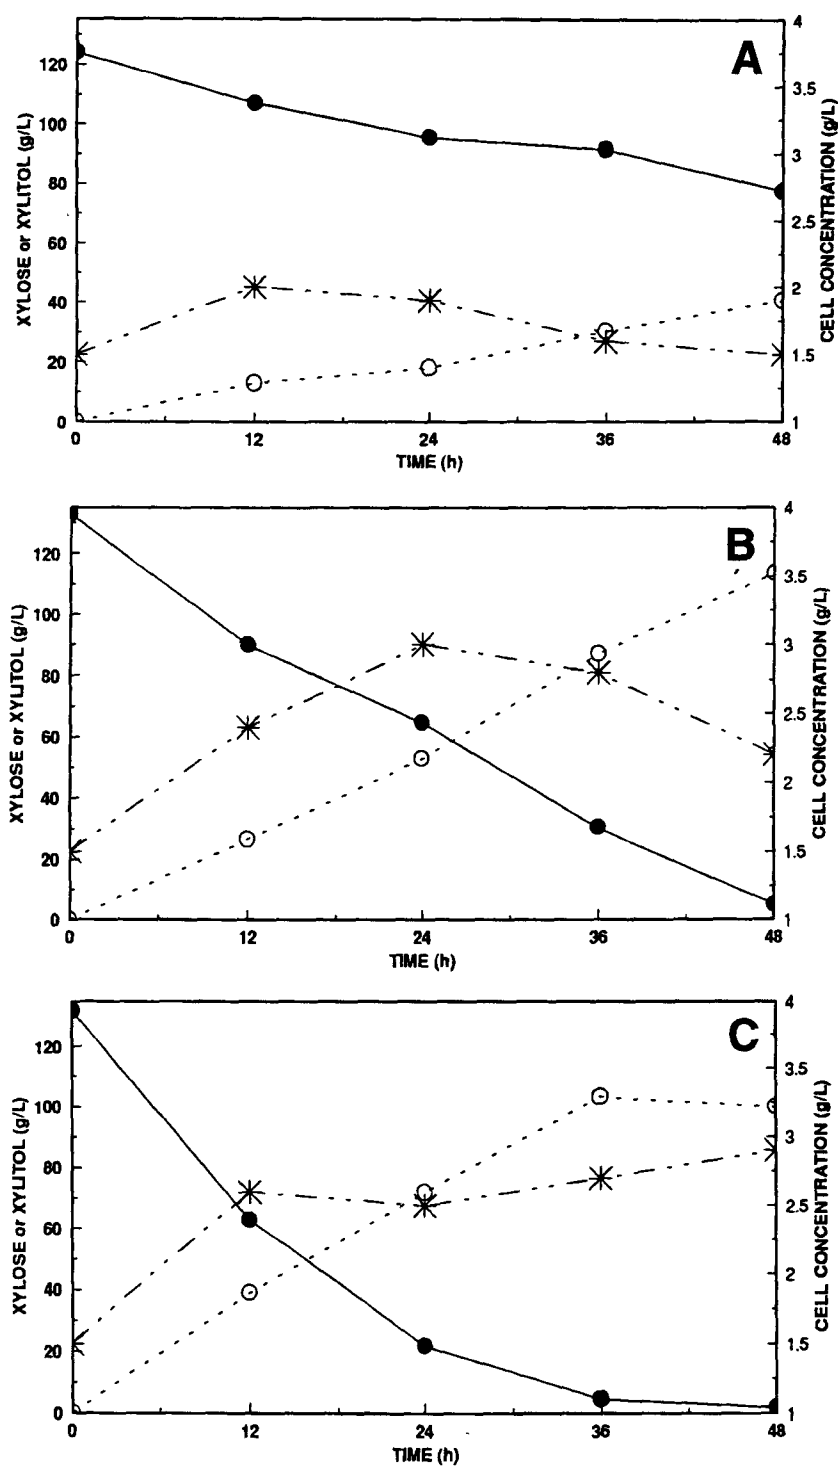 A
XYLOSE or XYLITOL (g/L)
120
100
80
60
40
20
0
CELL CONCENTRATION (g/L)
4
3.5
3
2.5
2
1.5
1
0 12 24 36 48
TIME (h)
B
XYLOSE or XYLITOL (g/L)
120
100
80
60
40
20
0
CELL CONCENTRATION (g/L)
4
3.5
3
2.5
2
1.5
1
0 12 24 36 48
TIME (h)
C
XYLOSE or XYLITOL (g/L)
120
100
80
60
40
20
0
CELL CONCENTRATION (g/L)
4
3.5
3
2.5
2
1.5
1
0 12 24 36 48
TIME (h)